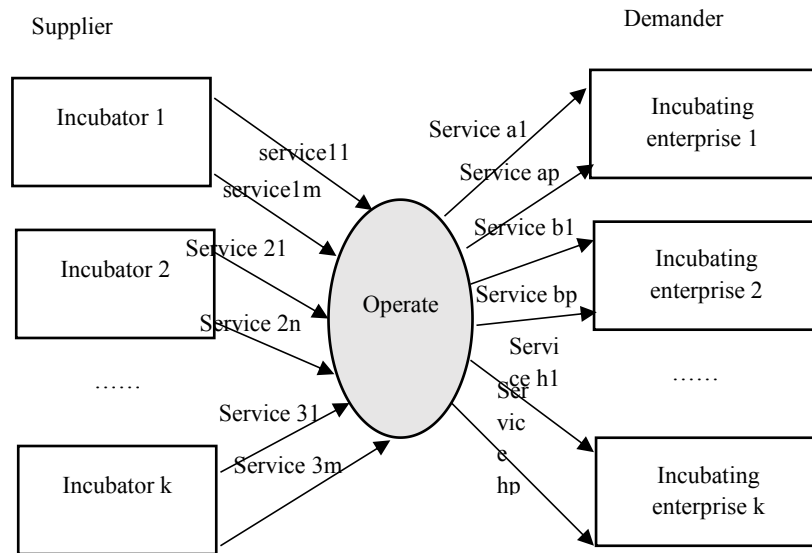 Supplier
Demander
Incubator 1
service11
service1m
Incubator 2
Service 21
Service 2n
......
Service 31
Service 3m
Incubator k
Operate
Service a1
Service ap
Service b1
Service bp
Servi
ce h1
Ser
vic
e
hp
Incubating
enterprise 1
Incubating
enterprise 2
......
Incubating
enterprise k